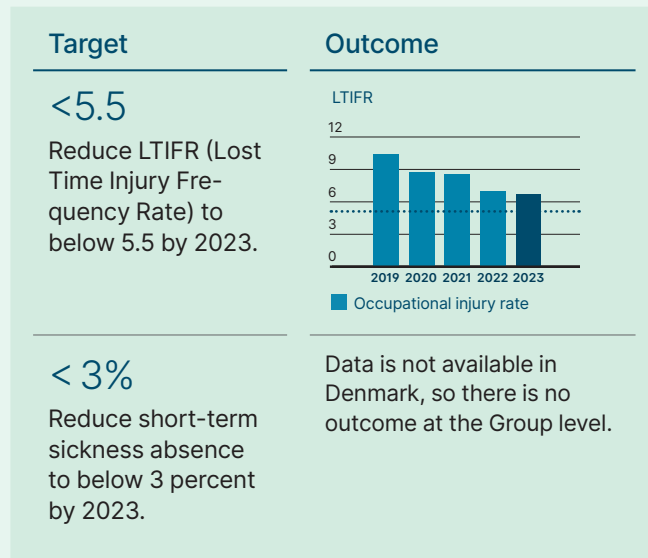 Target
<5.5
Reduce LTIFR (Lost
Time Injury Fre-
quency Rate) to
below 5.5 by 2023.
Outcome
LTIFR
12
9
6
3
0
2019 2020 2021 2022 2023
Occupational injury rate
< 3%
Reduce short-term
sickness absence
to below 3 percent
by 2023.
Data is not available in
Denmark, so there is no
outcome at the Group level.